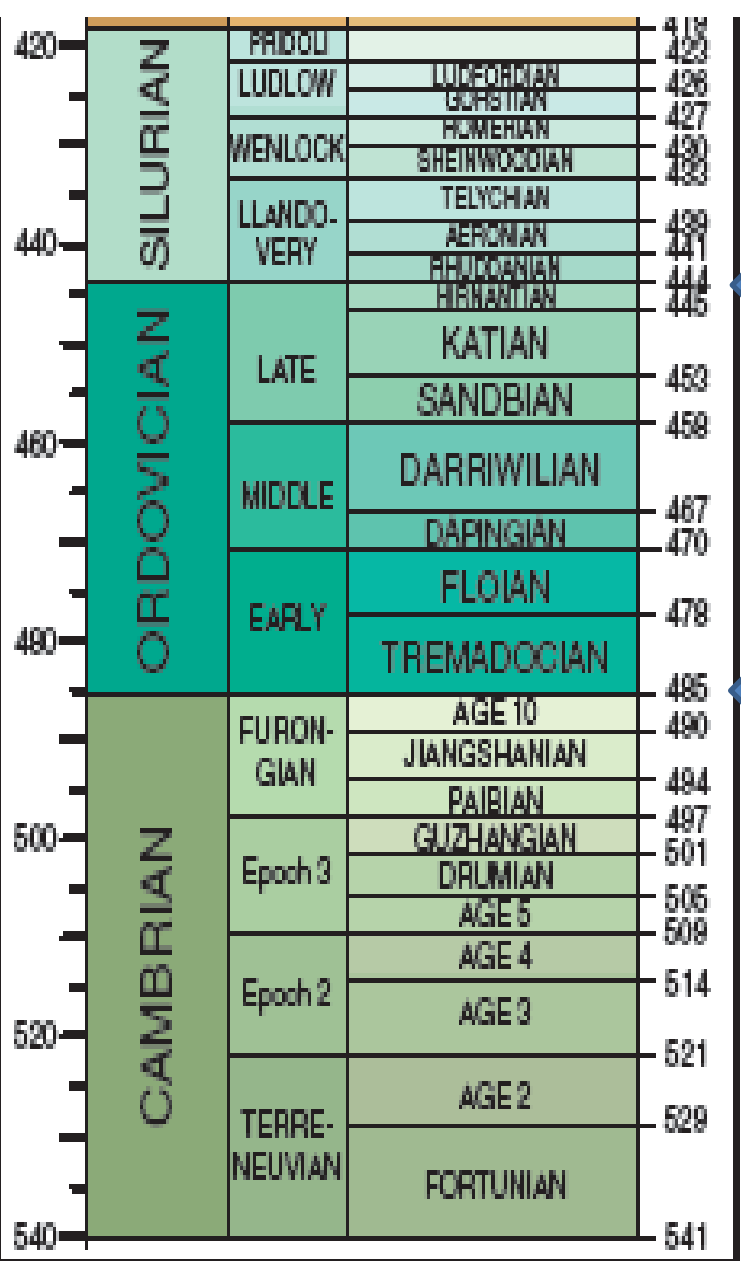 419
420
PRIDOLI
423
SILURIAN
LUDLOW
LUDFORDIAN
426
GORSTIAN
427
WENLOCK
HOMERIAN
430
SHEINWOODIAN
433
LLANDO-
VERY
TELYCHIAN
439
AERONIAN
441
440
RHUDDANIAN
444
ORDOVICIAN
LATE
HIRNANTIAN
445
KATIAN
453
SANDBIAN
458
460
MIDDLE
DARRIWILIAN
467
DAPINGIAN
470
EARLY
FLOIAN
478
480
TREMADOCIAN
485
CAMBRIAN
FURON-
GIAN
AGE 10
490
JIANGSHANIAN
494
PAIBIAN
497
500
Epoch 3
GUZHANGIAN
501
DRUMIAN
505
AGE 5
509
Epoch 2
AGE 4
514
AGE 3
520
521
TERRE-
NEUVIAN
AGE 2
529
FORTUNIAN
540
541